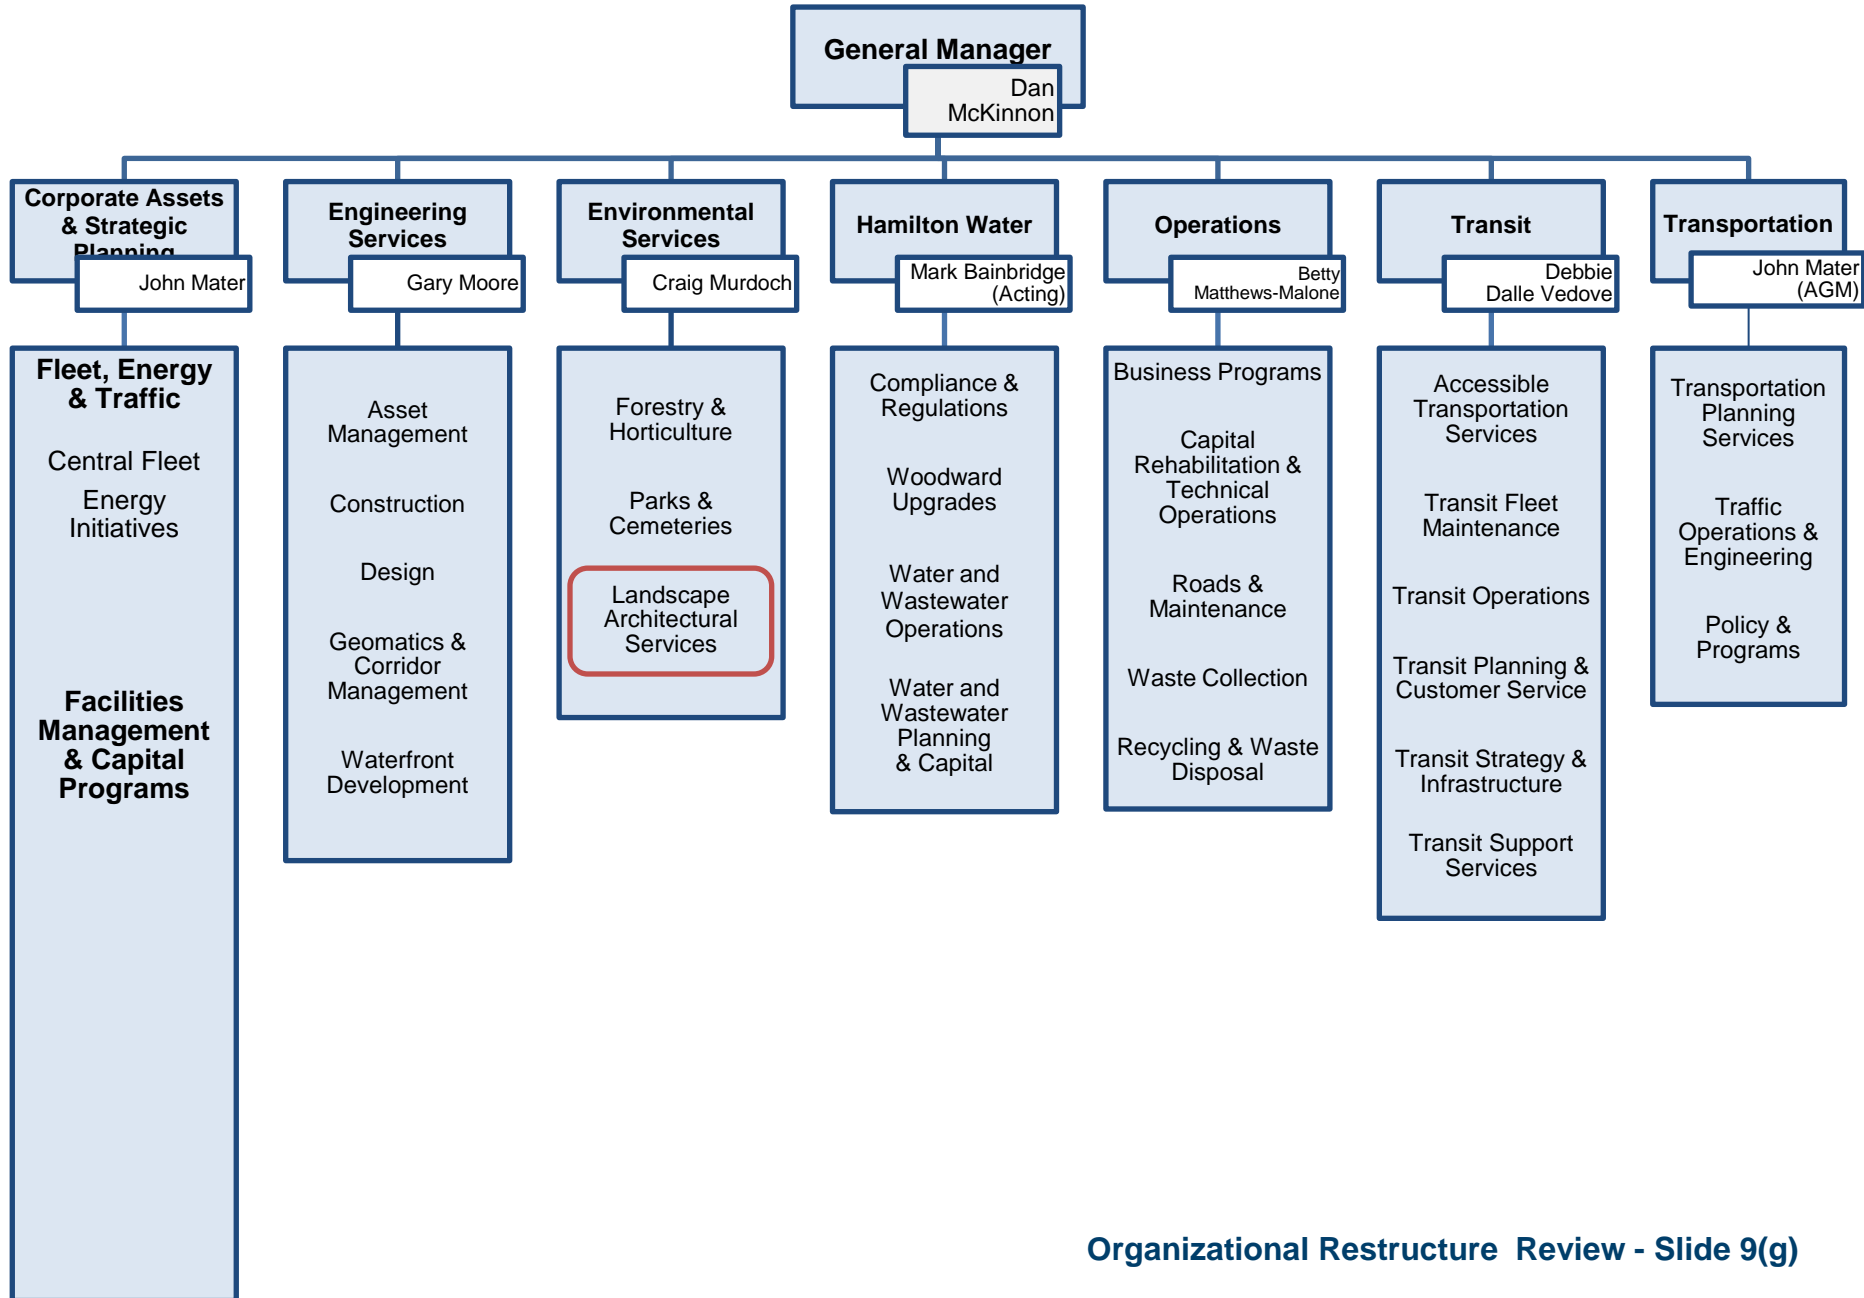 General Manager
Dan
McKinnon
Corporate Assets
& Strategic
Planning
John Mater
Engineering
Services
Gary Moore
Environmental
Services
Craig Murdoch
Hamilton Water
Mark Bainbridge
(Acting)
Operations
Betty
Matthews-Malone
Transit
Debbie
Dalle Vedove
Transportation
John Mater
(AGM)
Fleet, Energy
& Traffic
Central Fleet
Energy
Initiatives
Facilities
Management
& Capital
Programs
Asset
Management
Construction
Design
Geomatics &
Corridor
Management
Waterfront
Development
Forestry &
Horticulture
Parks &
Cemeteries
Landscape
Architectural
Services
Compliance &
Regulations
Woodward
Upgrades
Water and
Wastewater
Operations
Water and
Wastewater
Planning
& Capital
Business Programs
Capital
Rehabilitation &
Technical
Operations
Roads &
Maintenance
Waste Collection
Recycling & Waste
Disposal
Accessible
Transportation
Services
Transit Fleet
Maintenance
Transit Operations
Transit Planning &
Customer Service
Transit Strategy &
Infrastructure
Transit Support
Services
Transportation
Planning
Services
Traffic
Operations &
Engineering
Policy &
Programs
Organizational Restructure Review - Slide 9(g)